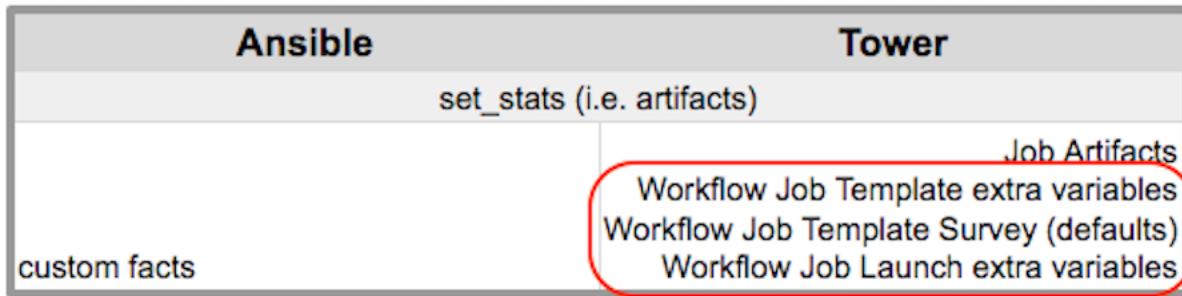 Ansible Tower
set_stats (i.e. artifacts)
Job Artifacts
Workflow Job Template extra variables
Workflow Job Template Survey (defaults)
custom facts Workflow Job Launch extra variables